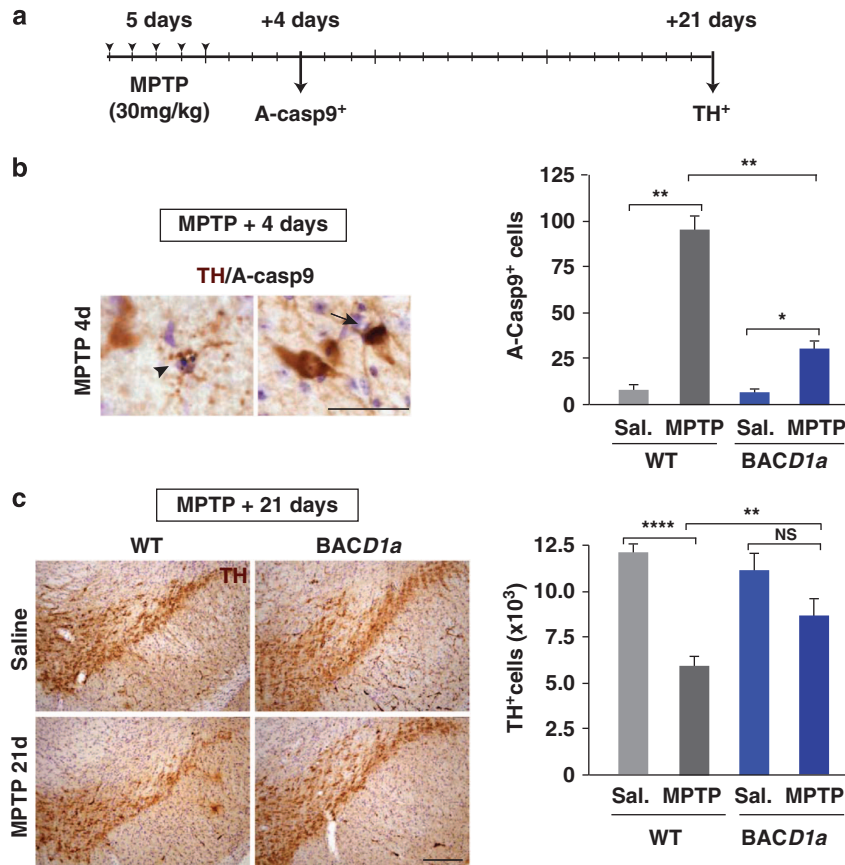 a
5 days +4 day +21 days
MPTP
(30mg/kg)
A-casp9+
TH+
b
MPTP + 4 days
TH/A-casp9
MPTP 4d
A-Casp9+ cells
125
100
75
50
25
0
**
**
*
Sal. MPTP Sal. MPTP
WT BACD1a
c
MPTP + 21 days
WT BACD1a
TH
Saline
MPTP 21d
TH+cells (x103)
12.5
10.0
7.5
5.0
2.5
0
**
****
NS
Sal. MPTP Sal. MPTP
WT BACD1a